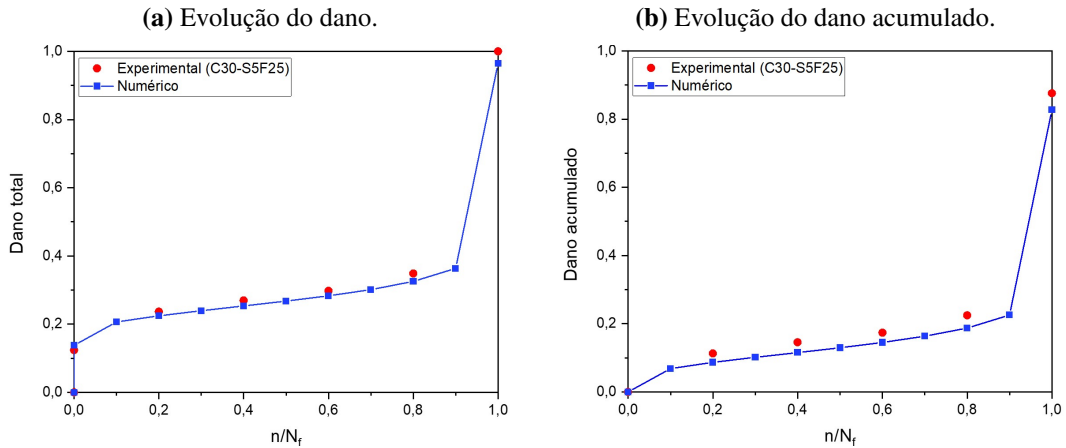 (a) Evolução do dano.
1,0
0,8
0,6
0,4
0,2
0,0
Dano total
Experimental (C30-S5F25)
Numérico
0,0 0,2 0,4 0,6 0,8 1,0
n/Nf
(b) Evolução do dano acumulado.
1,0
0,8
0,6
0,4
0,2
0,0
Dano acumulado
Experimental (C30-S5F25)
Numérico
0,0 0,2 0,4 0,6 0,8 1,0
n/Nf